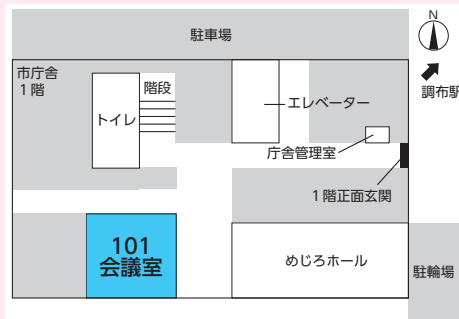 駐車場
N
調布駅
市庁舎
1階
階段
トイレ
エレベーター
庁舎管理室
1階正面玄関
101
会議室
めじろホール
駐輪場